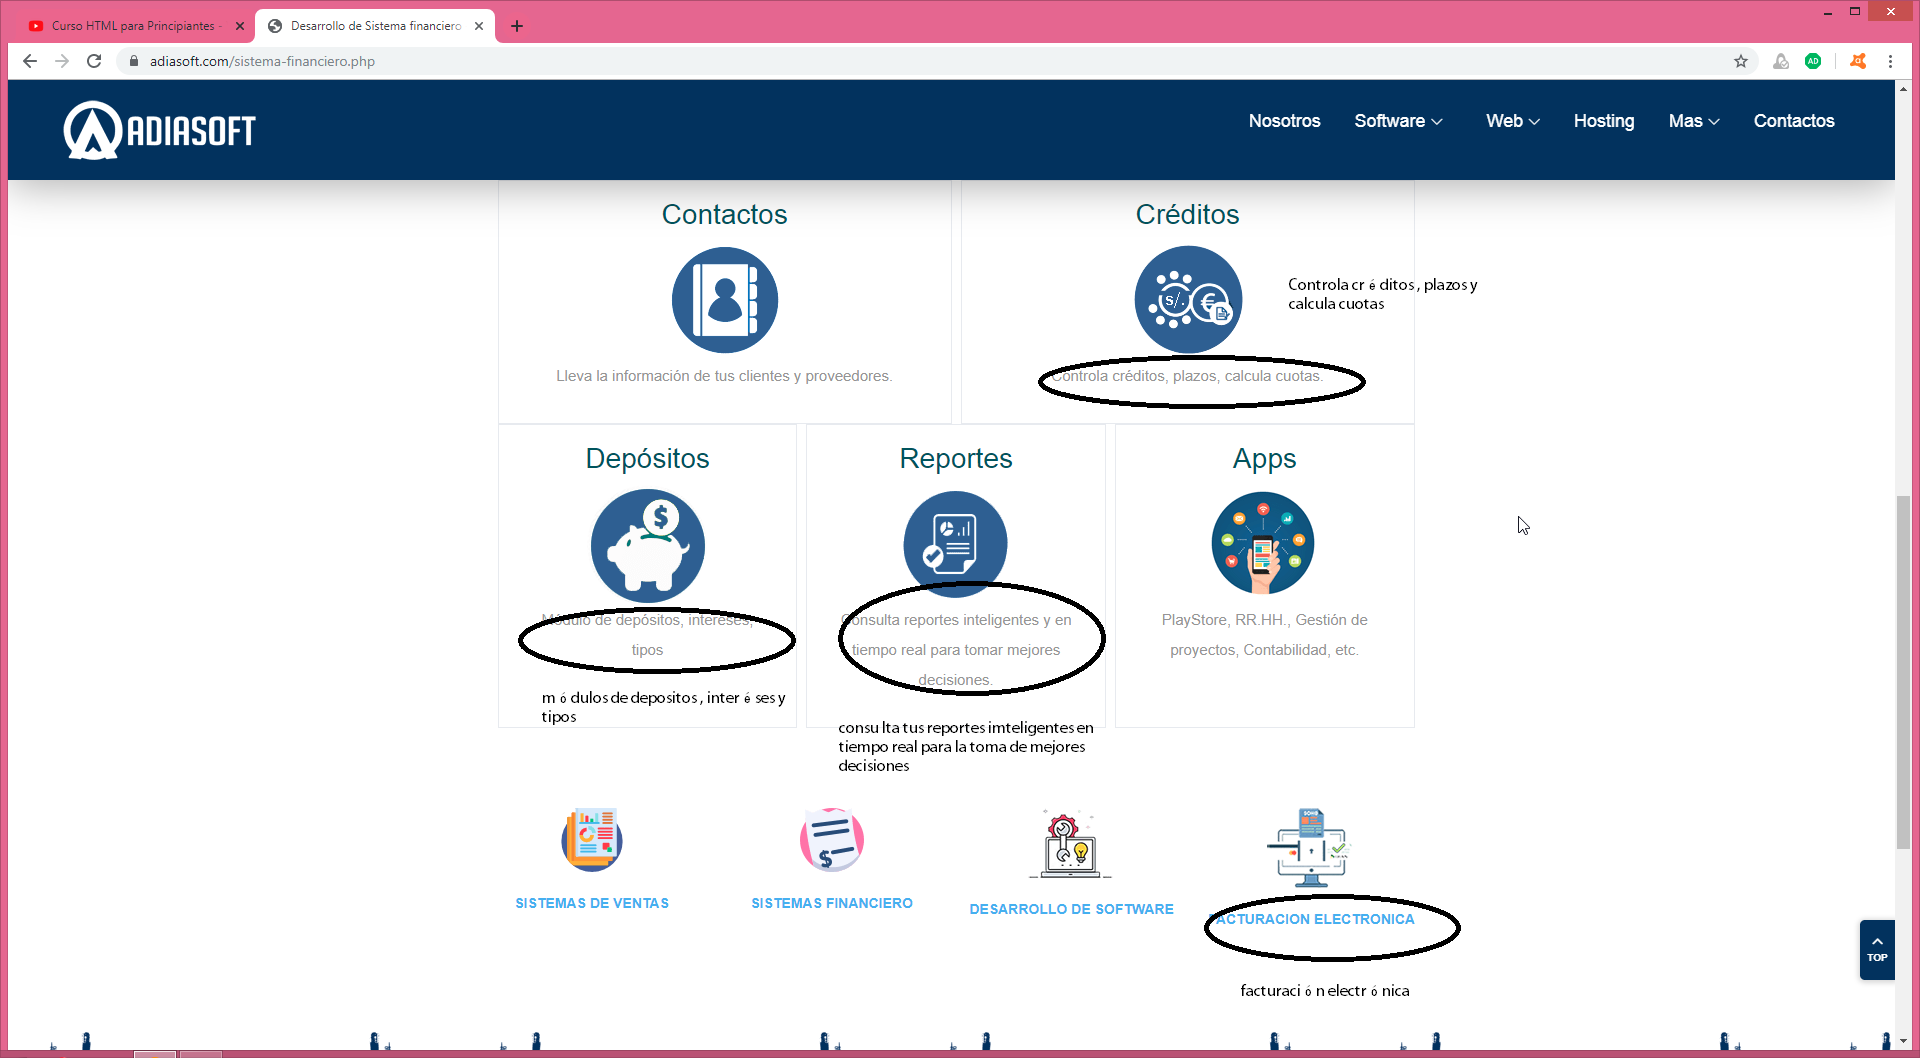 Curso HTML para Principiantes -
Desarrollo de Sistema financiero
adiasoft.com/sistema-financiero.php
AD
ADIASOFT
Nosotros
Software
Web
Hosting
Mas
Contactos
Contactos
Lleva la información de tus clientes y proveedores.
Créditos
S/.
€
Controla cr é ditos , plazos y
calcula cuotas
Controla créditos, plazos, calcula cuotas.
Depósitos
$
Módulo de depósitos, intereses,
tipos
m ó dulos de depositos , inter é ses y
tipos
Reportes
Consulta reportes inteligentes y en
tiempo real para tomar mejores
decisiones.
consulta tus reportes imteligentes en
tiempo real para la toma de mejores
decisiones
Apps
PlayStore, RR.HH., Gestión de
proyectos, Contabilidad, etc.
SISTEMAS DE VENTAS
$
SISTEMAS FINANCIERO
DESARROLLO DE SOFTWARE
FACTURACION ELECTRONICA
facturaci ó n electr ó nica
TOP